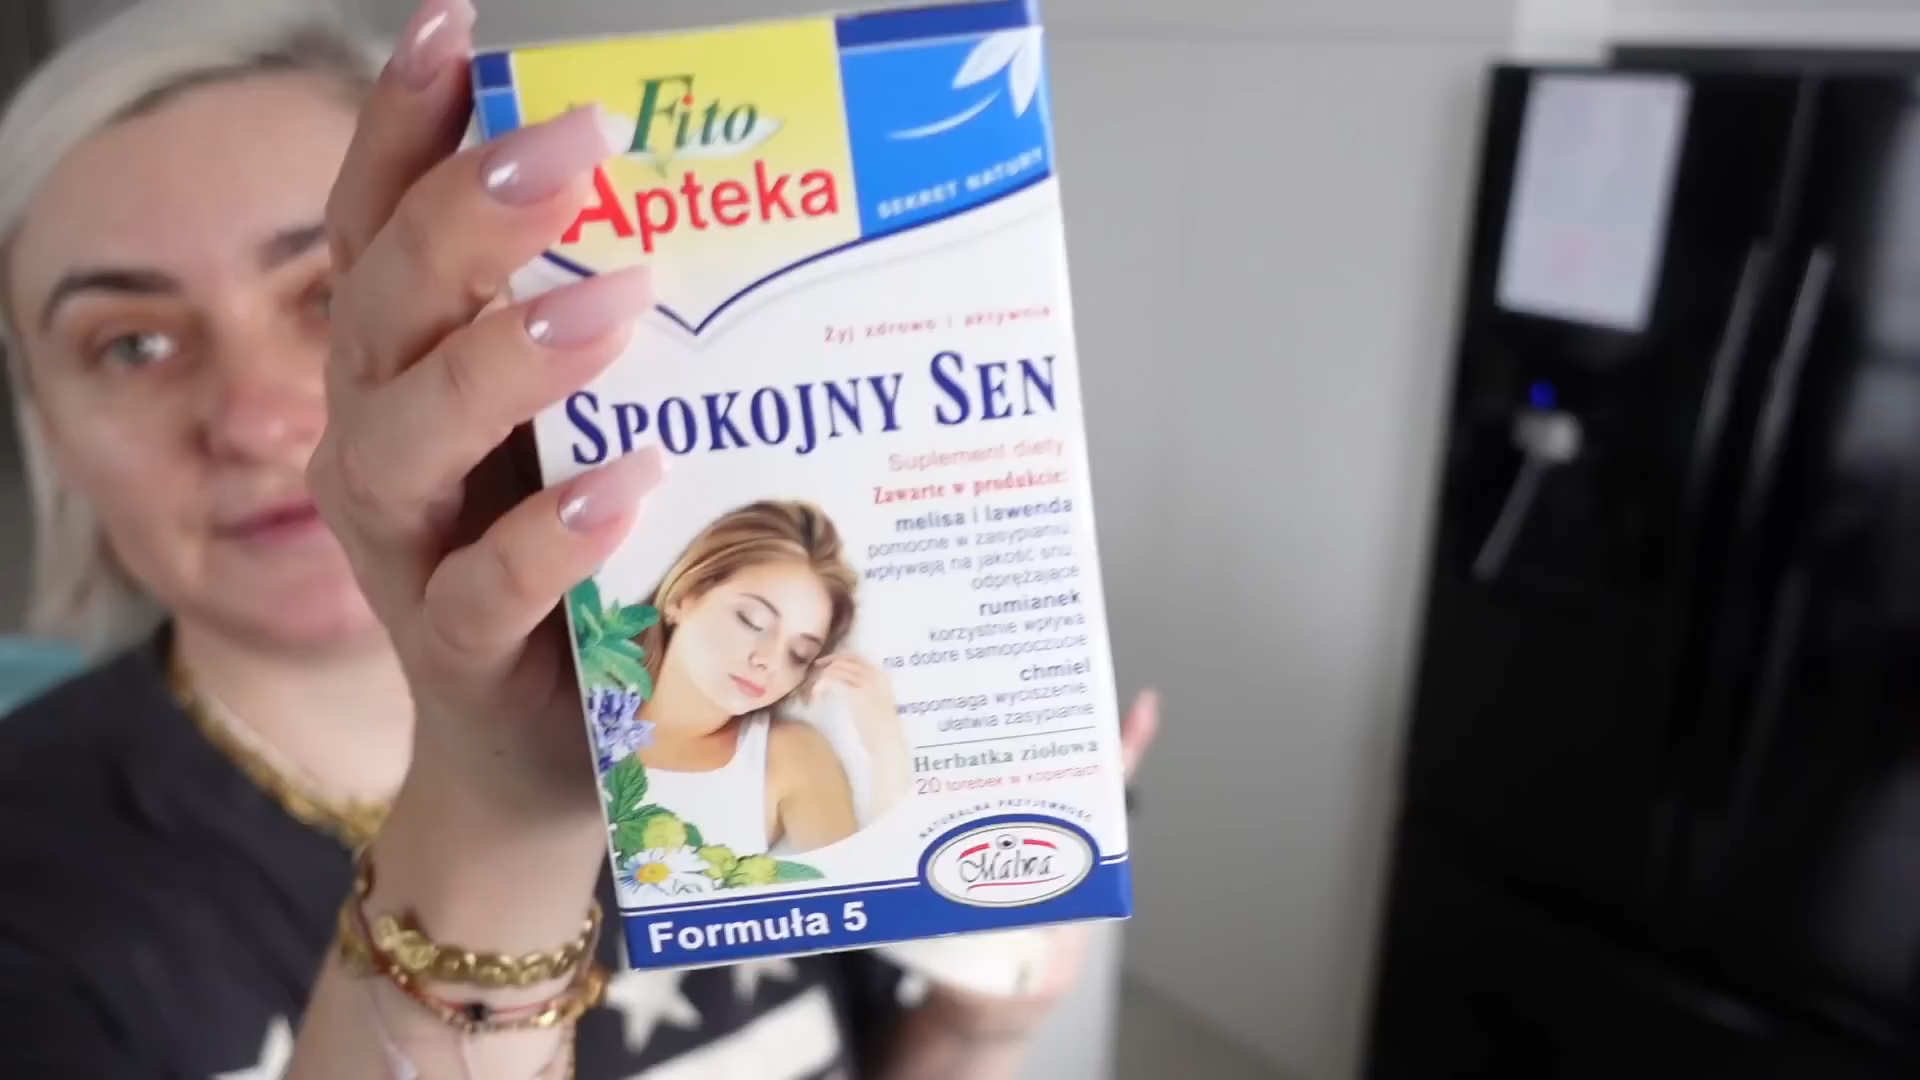 Fito
Apteka
SEKRET NATURY
Żyj zdrowo i aktywnie
SPOKOJNY SEN
Suplement diety
Zawarte w produkcie:
melisa i lawenda
pomocne w zasypianiu,
wpływają na jakość snu,
odprężające
rumianek
korzystnie wpływa
na dobre samopoczucie
chmiel
wspomaga wyciszenie,
ułatwia zasypianie
Herbatka ziołowa
20 torebek w kopertach
NATURALNA PRZYJEMNOŚĆ
Malwa
Formuła 5